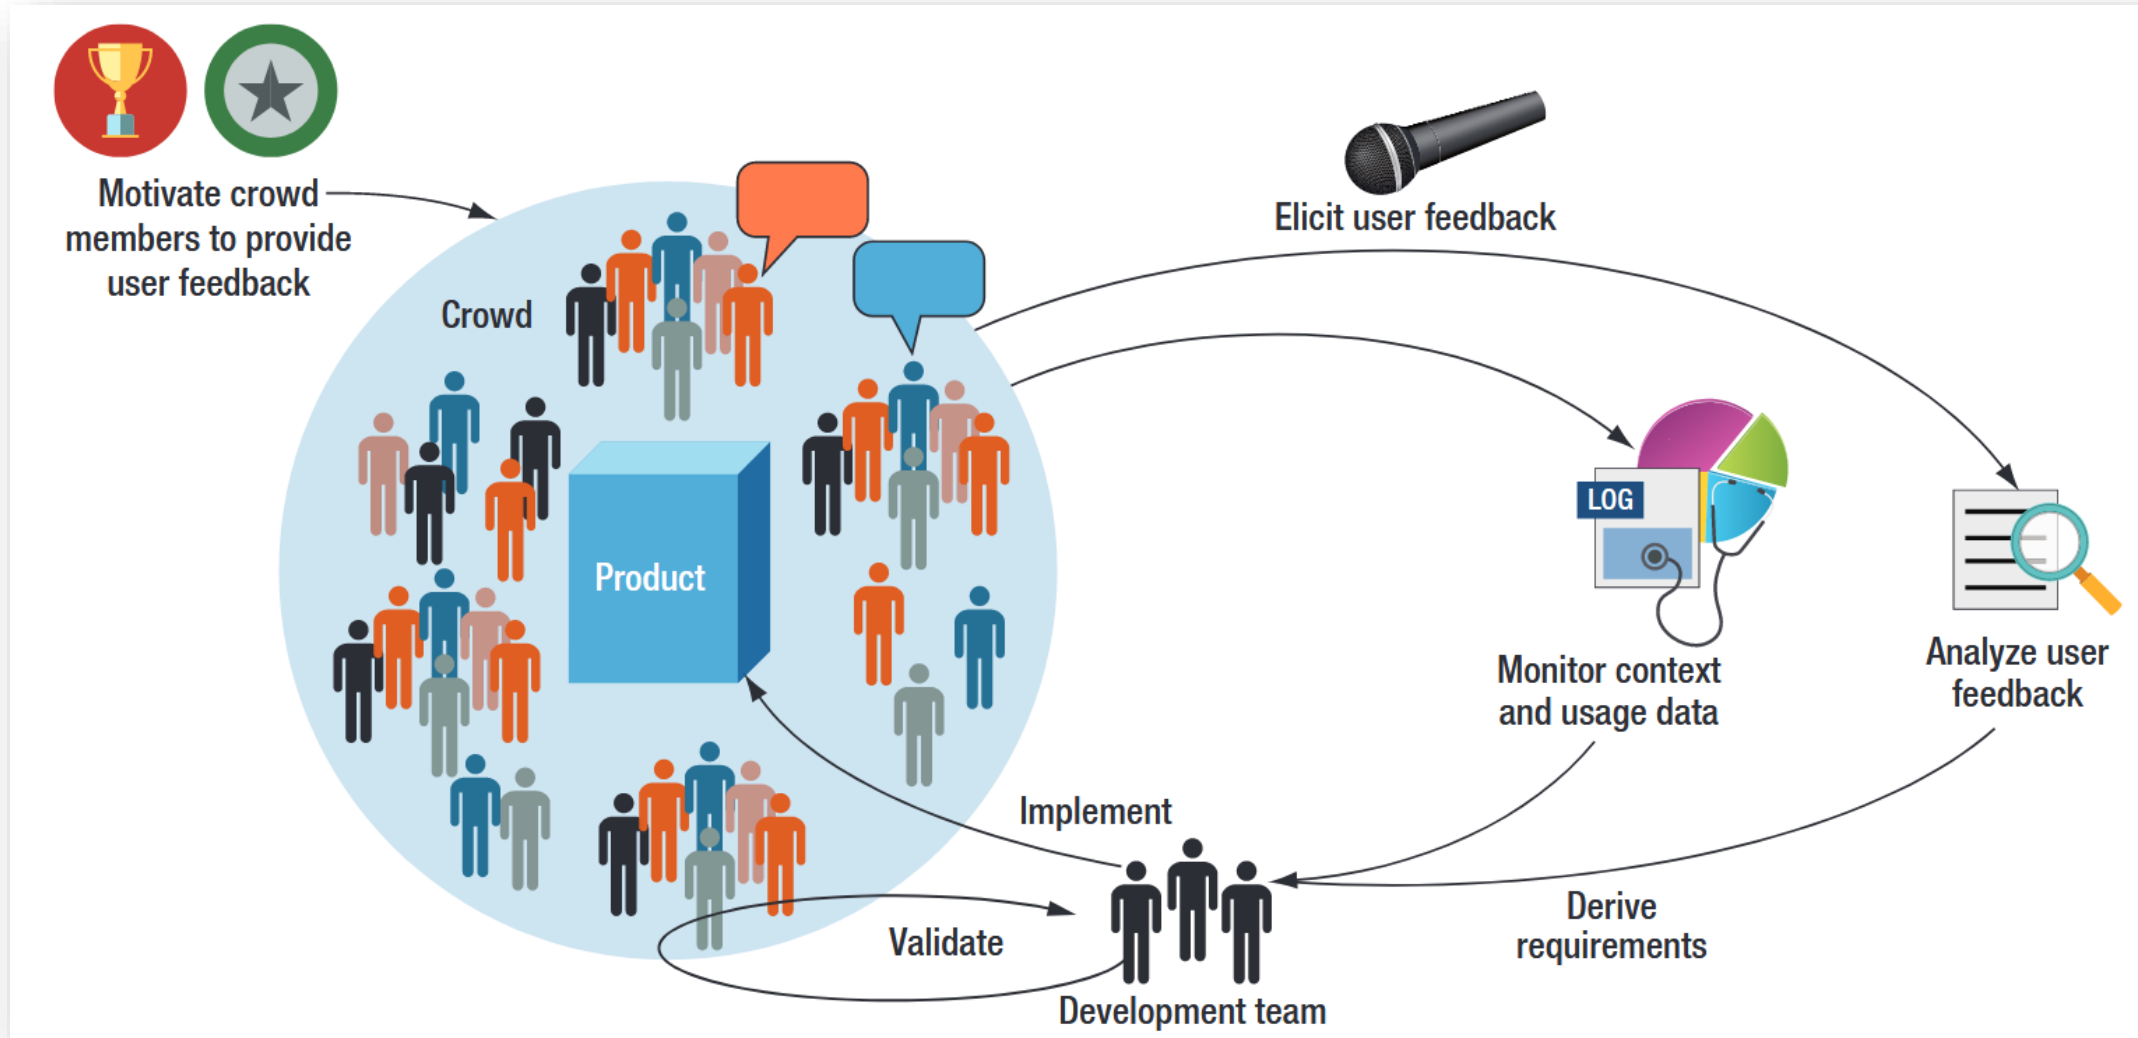 Motivate crowd
members to provide
user feedback
Crowd
Product
Elicit user feedback
LOG
Monitor context
and usage data
Analyze user
feedback
Implement
Validate
Derive
requirements
Development team